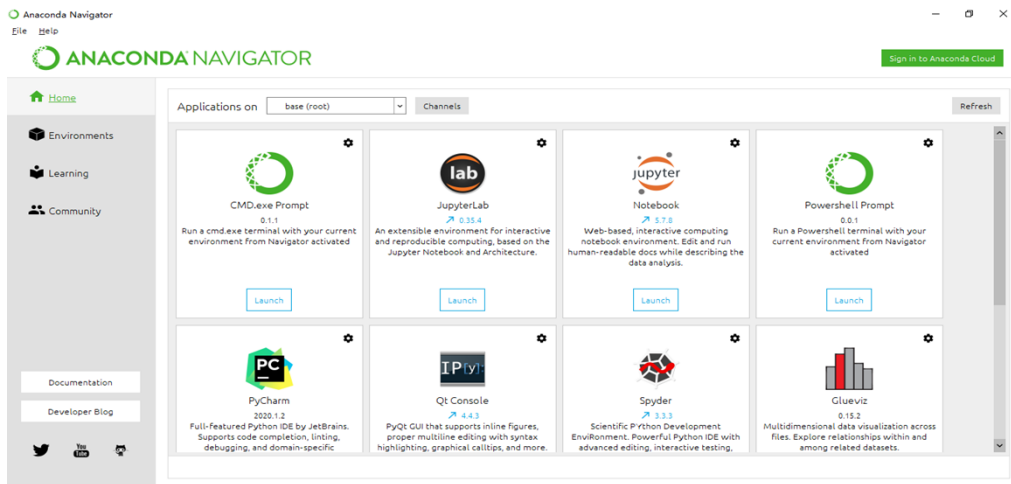 Anaconda Navigator
File Help
ANACONDA NAVIGATOR
Sign in to Anaconda Cloud
Home
Environments
Learning
Community
Documentation
Developer Blog
You
Tube
Applications on base (root) Channels Refresh
CMD.exe Prompt
0.1.1
Run a cmd.exe terminal with your current
environment from Navigator activated
Launch
lab
JupyterLab
0.35.4
An extensible environment for interactive
and reproducible computing, based on the
Jupyter Notebook and Architecture.
Launch
jupyter
Notebook
5.7.8
Web-based, interactive computing
notebook environment. Edit and run
human-readable docs while describing the
data analysis.
Launch
Powershell Prompt
0.0.1
Run a Powershell terminal with your
current environment from Navigator
activated
Launch
PC
PyCharm
2020.1.2
Full-featured Python IDE by JetBrains.
Supports code completion, linting,
debugging, and domain-specific
IP[y]:
Qt Console
4.4.3
PyQt GUI that supports inline figures,
proper multiline editing with syntax
highlighting, graphical calltips, and more.
Spyder
3.3.3
Scientific PYthon Development
EnviRonment. Powerful Python IDE with
advanced editing, interactive testing,
Glueviz
0.15.2
Multidimensional data visualization across
files. Explore relationships within and
among related datasets.